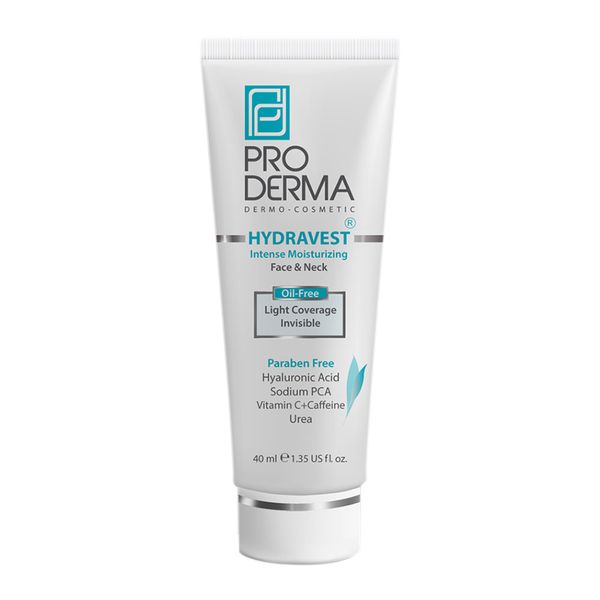 PRO
DERMA
DERMO-COSMETIC
HYDRAVEST®
Intense Moisturizing
Face & Neck
Oil-Free
Light Coverage
Invisible
Paraben Free
Hyaluronic Acid
Sodium PCA
Vitamin C+Caffeine
Urea
40 ml ℮ 1.35 US fl. oz.